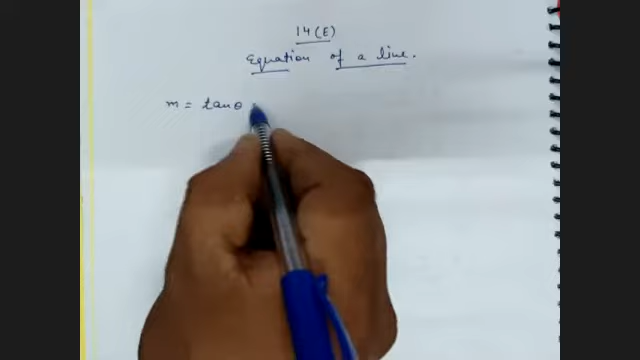 14(E)
Equation of a line.
m = tanθ